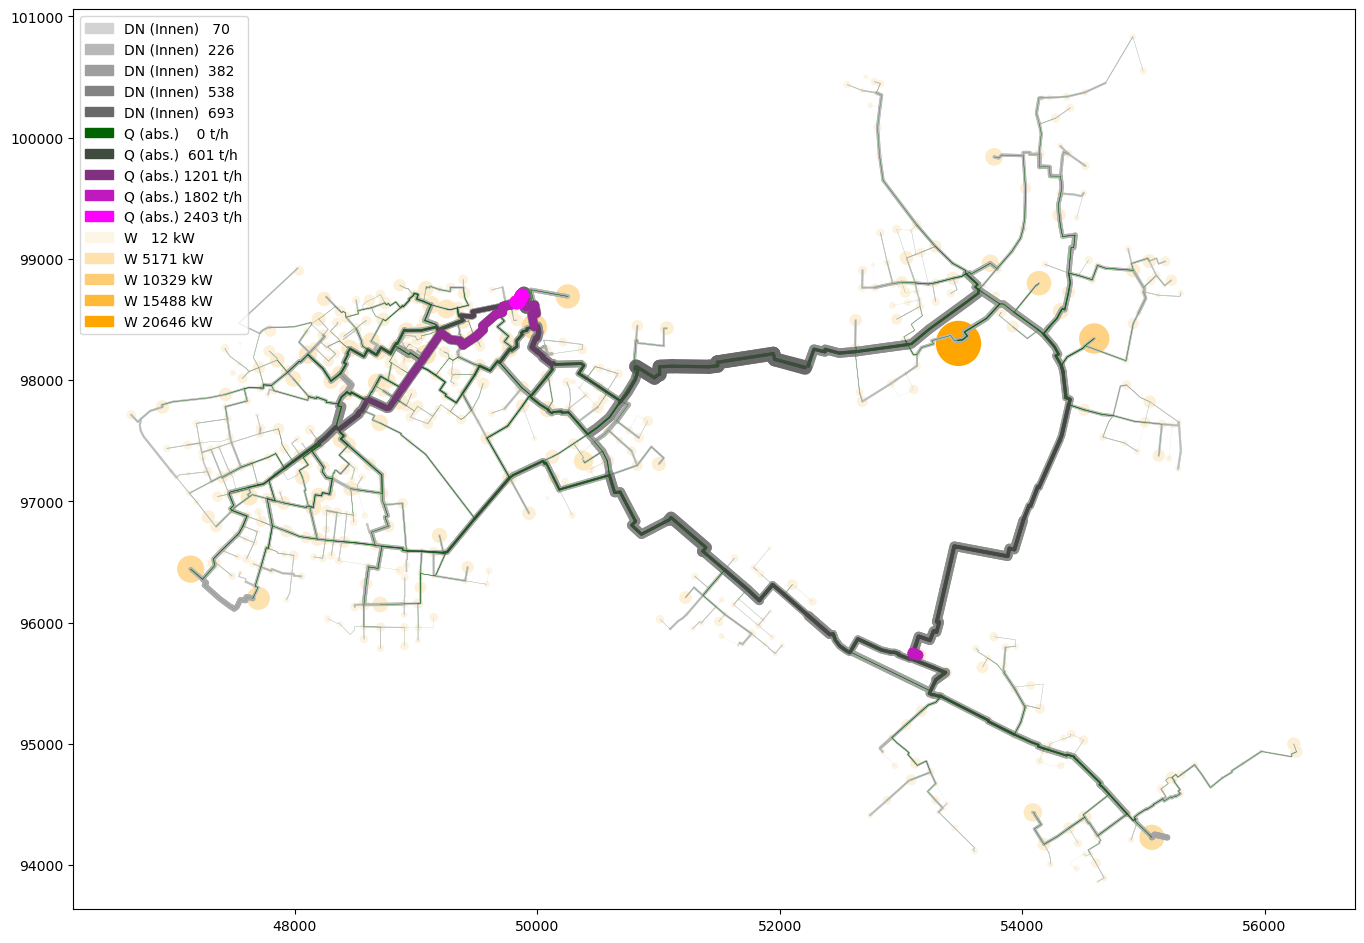 101000
100000
99000
98000
97000
96000
95000
94000
DN (Innen)   70
DN (Innen)  226
DN (Innen)  382
DN (Innen)  538
DN (Innen)  693
Q (abs.)    0 t/h
Q (abs.)  601 t/h
Q (abs.) 1201 t/h
Q (abs.) 1802 t/h
Q (abs.) 2403 t/h
W   12 kW
W 5171 kW
W 10329 kW
W 15488 kW
W 20646 kW
48000
50000
52000
54000
56000